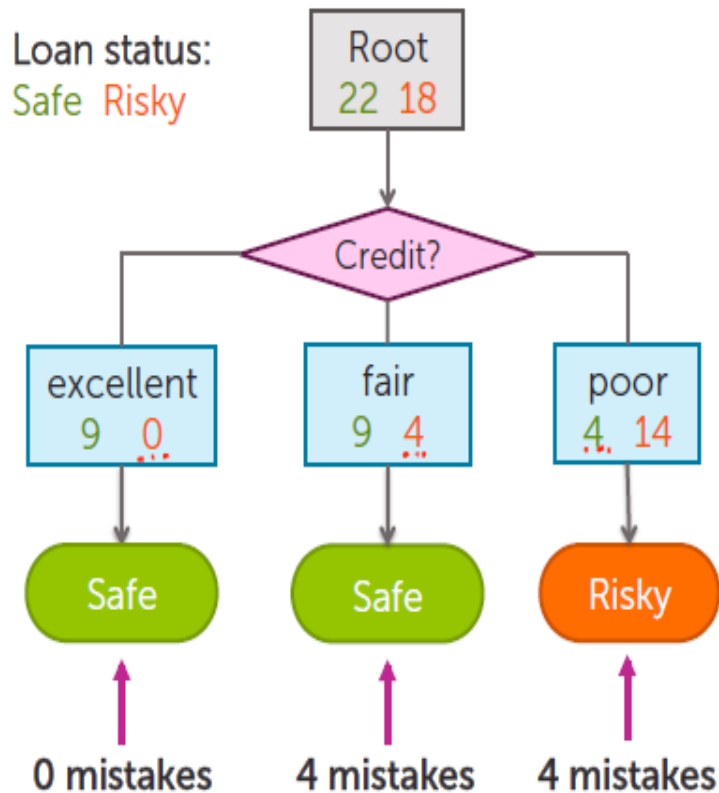 Loan status:
Safe Risky
Root
22 18
Credit?
excellent
9 0
fair
9 4
poor
4 14
Safe
Safe
Risky
0 mistakes
4 mistakes
4 mistakes